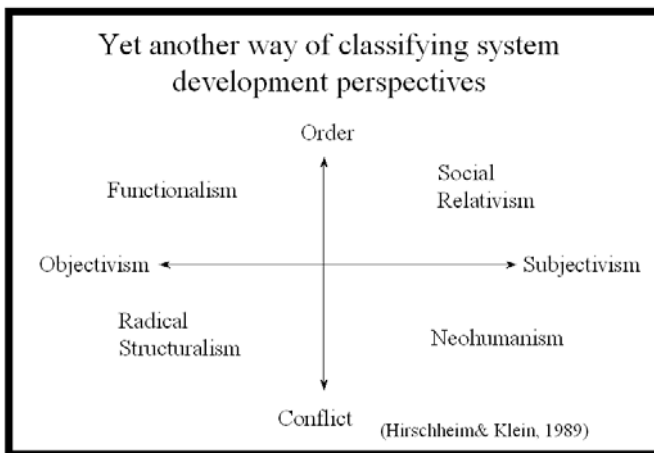 Yet another way of classifying system
development perspectives
Order
Functionalism
Social
Relativism
Objectivism
Subjectivism
Radical
Structuralism
Neohumanism
Conflict
(Hirschheim& Klein, 1989)